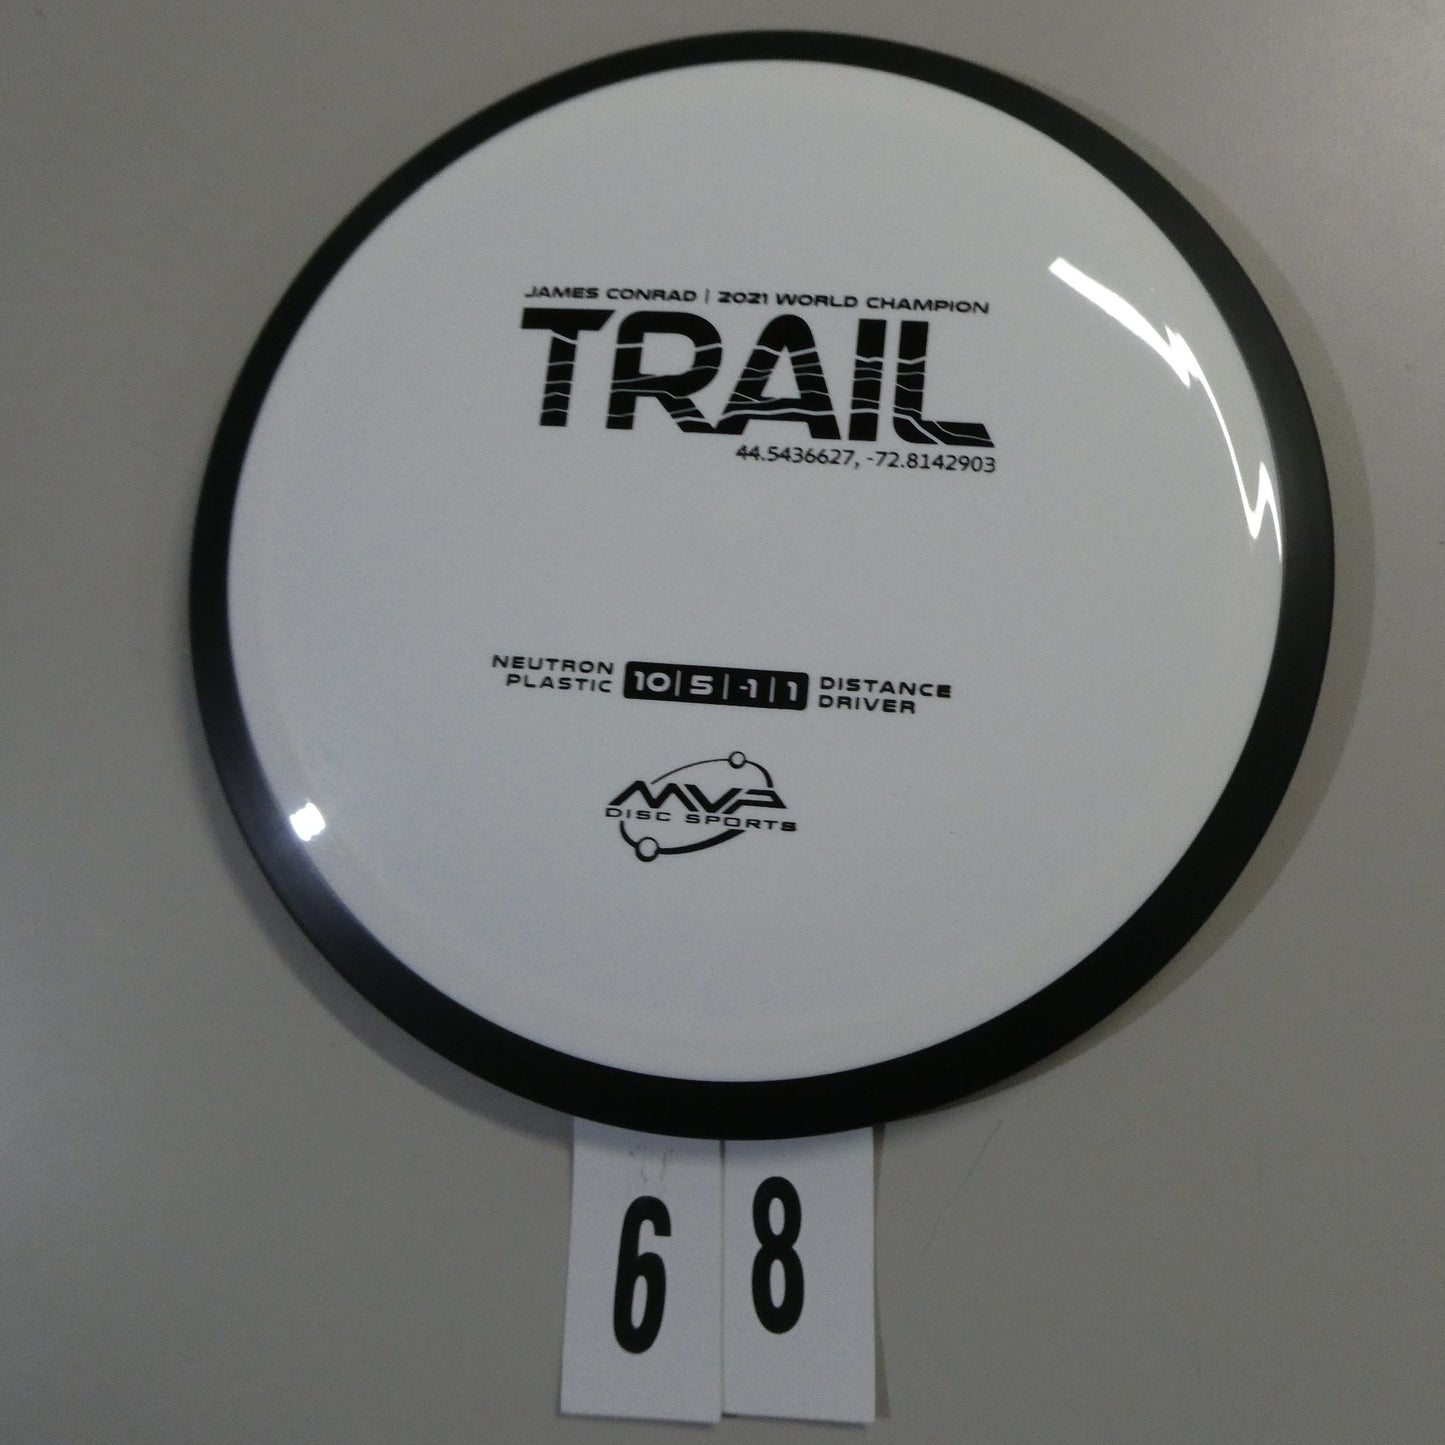 JAMES CONRAD | 2021 WORLD CHAMPION
TRAIL
44.5436627, -72.8142903
NEUTRON PLASTIC
10 | 5 | -1 | 1
DISTANCE DRIVER
MVP
DISC SPORTS
6 8